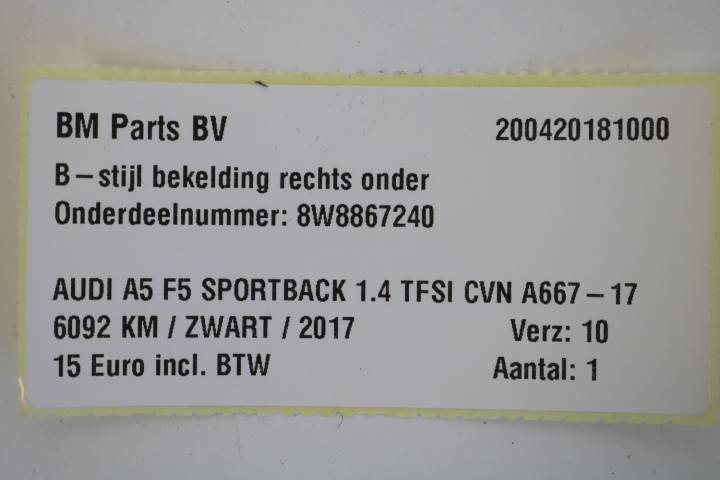 BM Parts BV 200420181000
B-stijl bekelding rechts onder
Onderdeelnummer: 8W8867240
AUDI A5 F5 SPORTBACK 1.4 TFSI CVN A667-17
6092 KM / ZWART / 2017 Verz: 10
15 Euro incl. BTW Aantal: 1